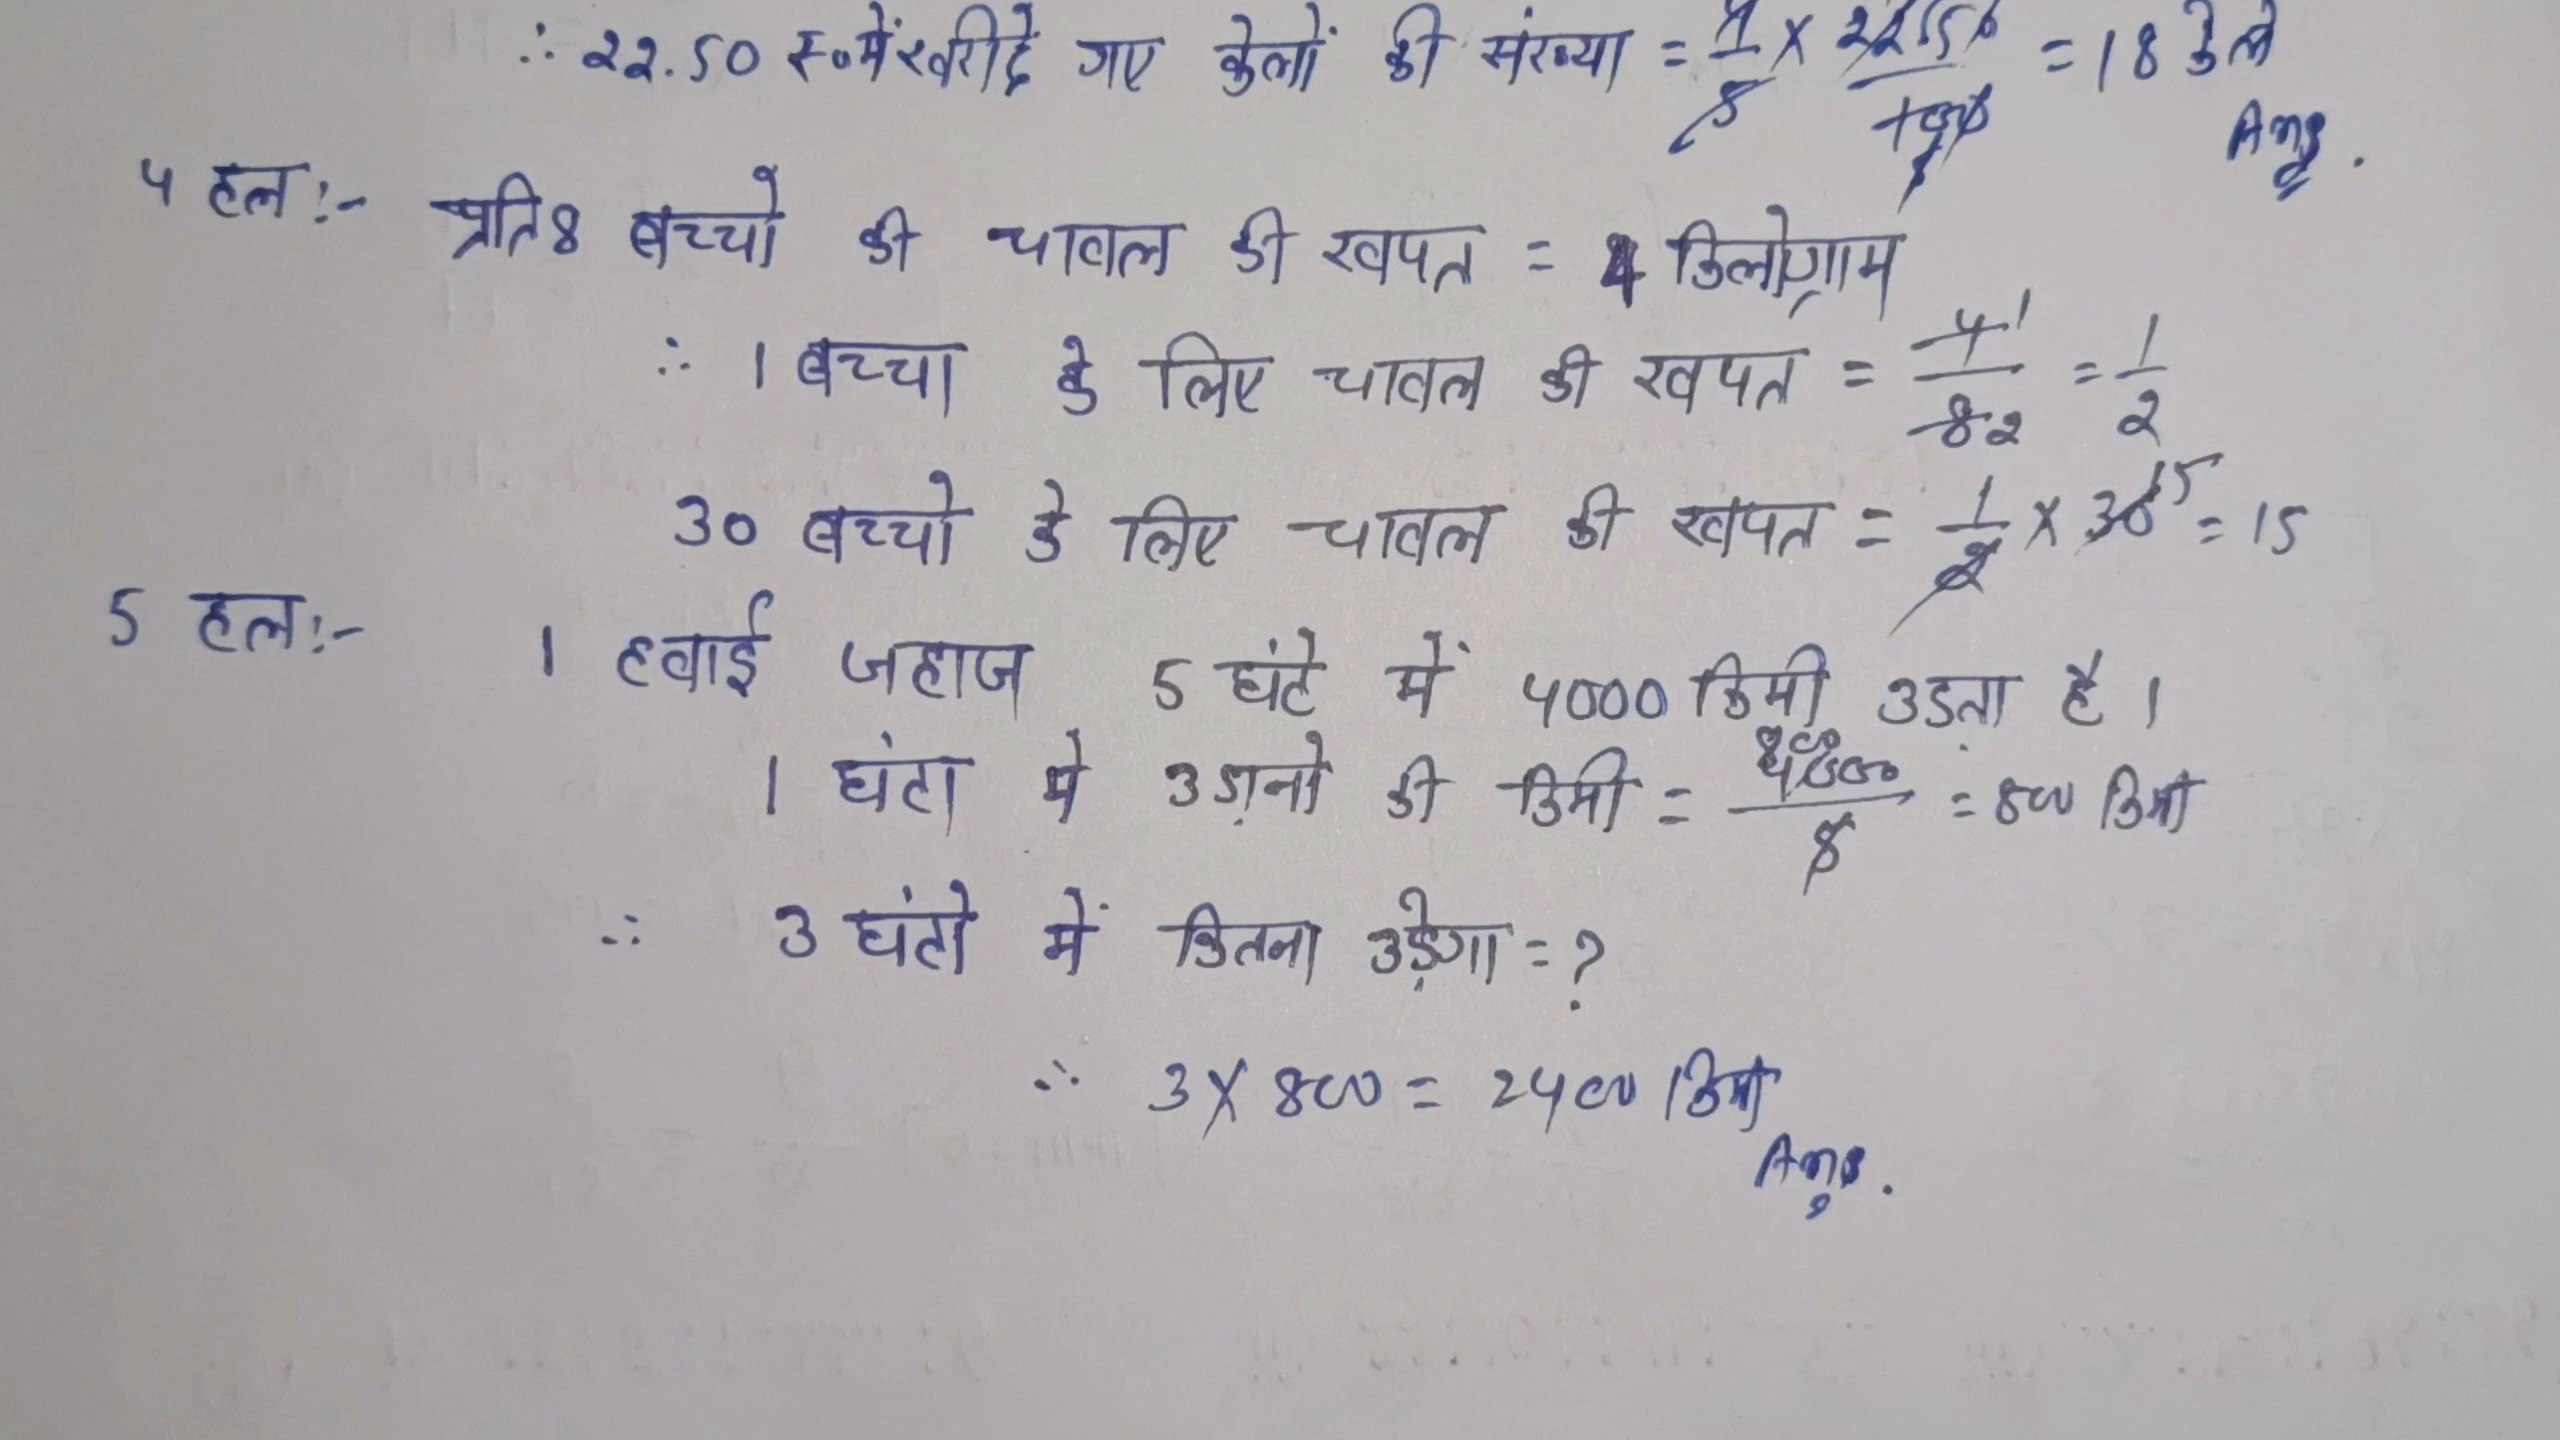 ∴ 22.50 रु० में खरीदे गए केलों की संख्या = 4/5 × 2250/100 = 18 केले
Ans.
4 हल:- प्रति 8 बच्चो की चावल की खपत = 4 किलोग्राम
∴ 1 बच्चा के लिए चावल की खपत = 4/8 = 1/2
30 बच्चो के लिए चावल की खपत = 1/2 × 30 = 15
5 हल:- 1 हवाई जहाज 5 घंटे में 4000 किमी उड़ता है।
1 घंटा मे उड़ानो की किमी = 4000/5 = 800 किमी
∴ 3 घंटो में कितना उड़ेगा = ?
∴ 3 × 800 = 2400 किमी
Ans.